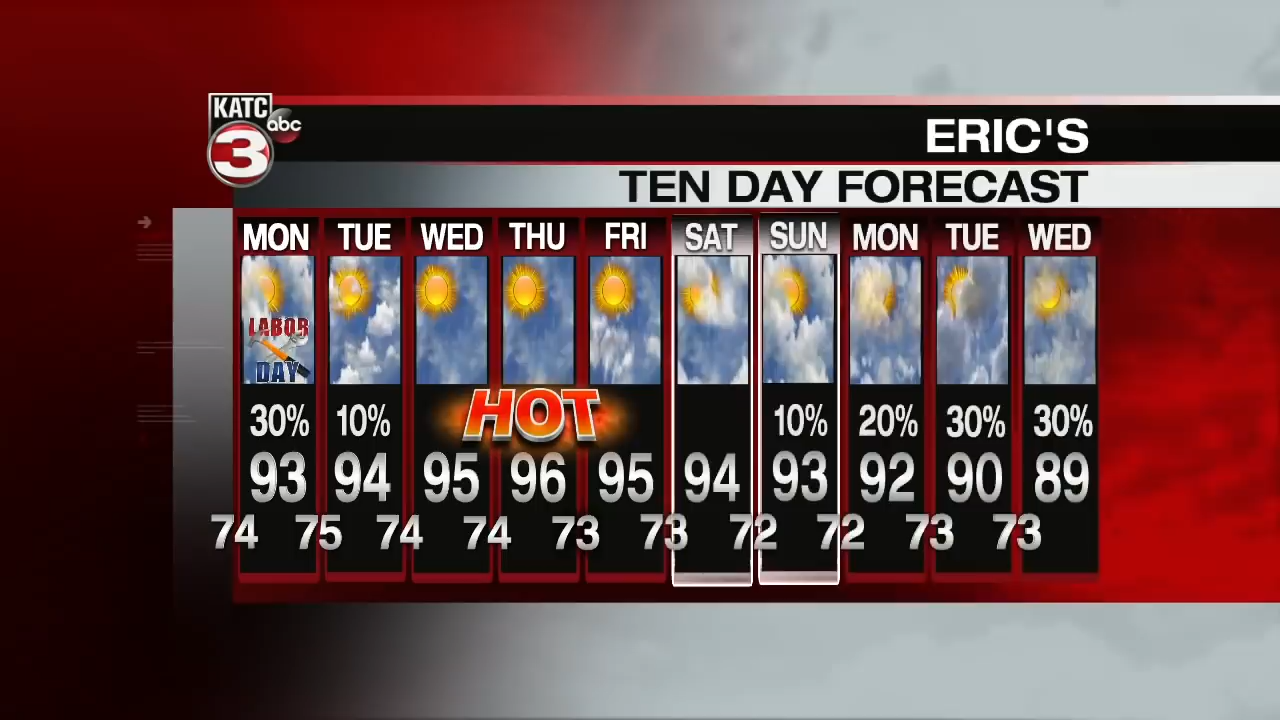 KATC
abc
3
ERIC'S
TEN DAY FORECAST
MON TUE WED THU FRI SAT SUN MON TUE WED
LABOR
DAY
HOT
30% 10% 10% 20% 30% 30%
93 94 95 96 95 94 93 92 90 89
74 75 74 74 73 73 72 72 73 73